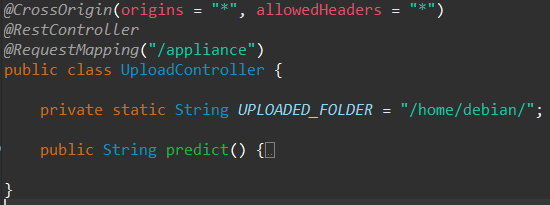 @CrossOrigin(origins = "*", allowedHeaders = "*")
@RestController
@RequestMapping("/appliance")
public class UploadController {
private static String UPLOADED_FOLDER = "/home/debian/";
public String predict() {
}